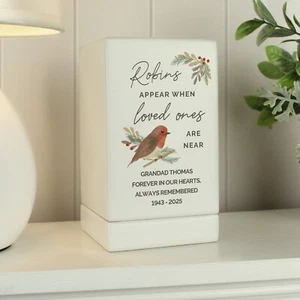 Robins
APPEAR WHEN
loved ones
ARE
NEAR
GRANDAD THOMAS
FOREVER IN OUR HEARTS,
ALWAYS REMEMBERED
1943 - 2025